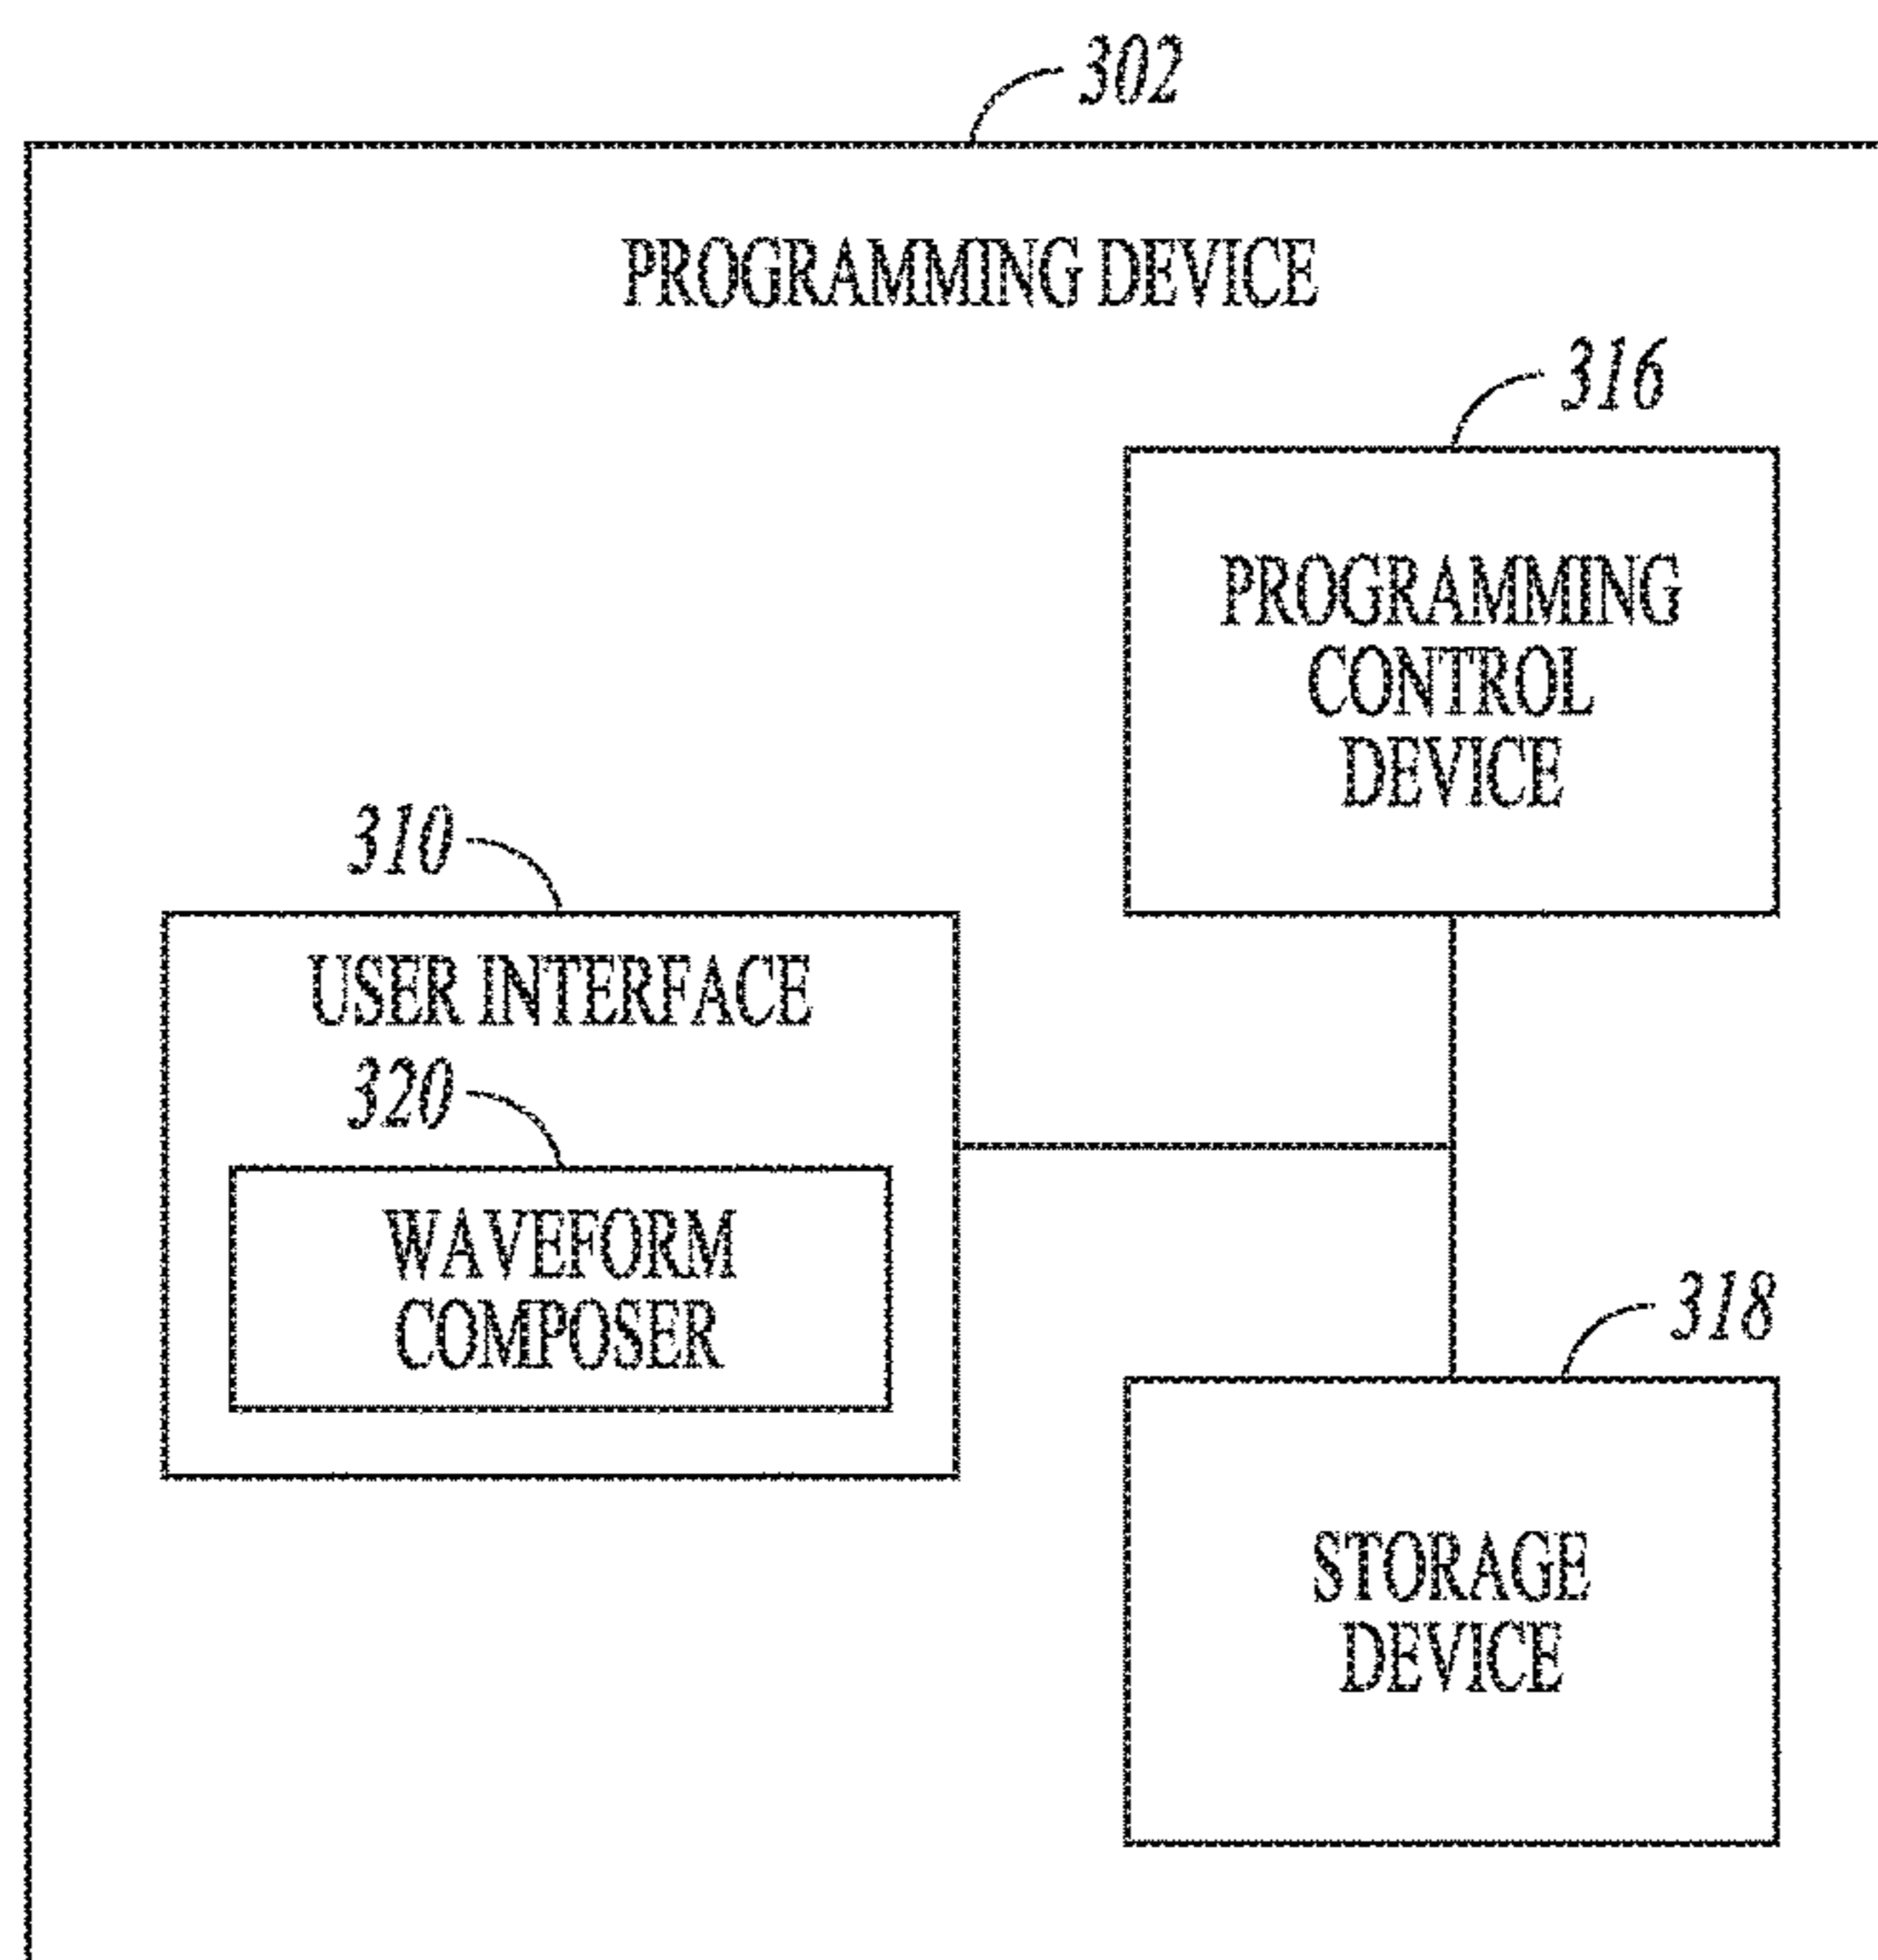 302
PROGRAMMING DEVICE
316
PROGRAMMING
CONTROL
DEVICE
310
USER INTERFACE
320
WAVEFORM
COMPOSER
318
STORAGE
DEVICE